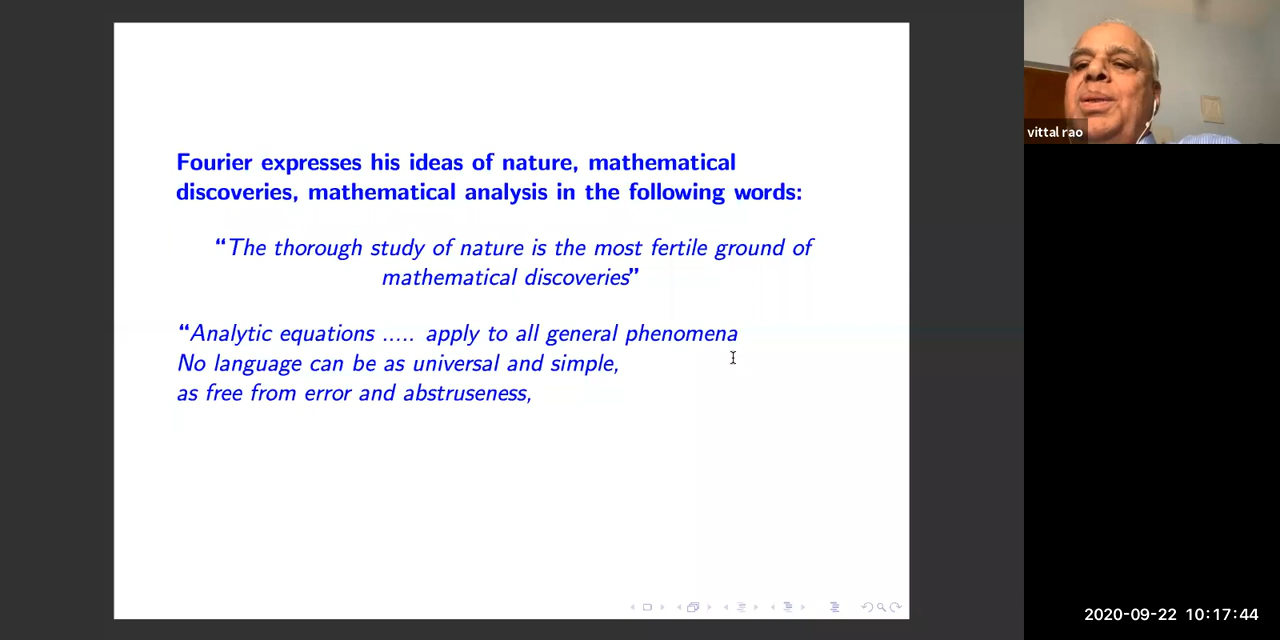 Fourier expresses his ideas of nature, mathematical
discoveries, mathematical analysis in the following words:
“The thorough study of nature is the most fertile ground of
mathematical discoveries”
“Analytic equations ..... apply to all general phenomena
No language can be as universal and simple,
as free from error and abstruseness,
vittal rao
2020-09-22 10:17:44